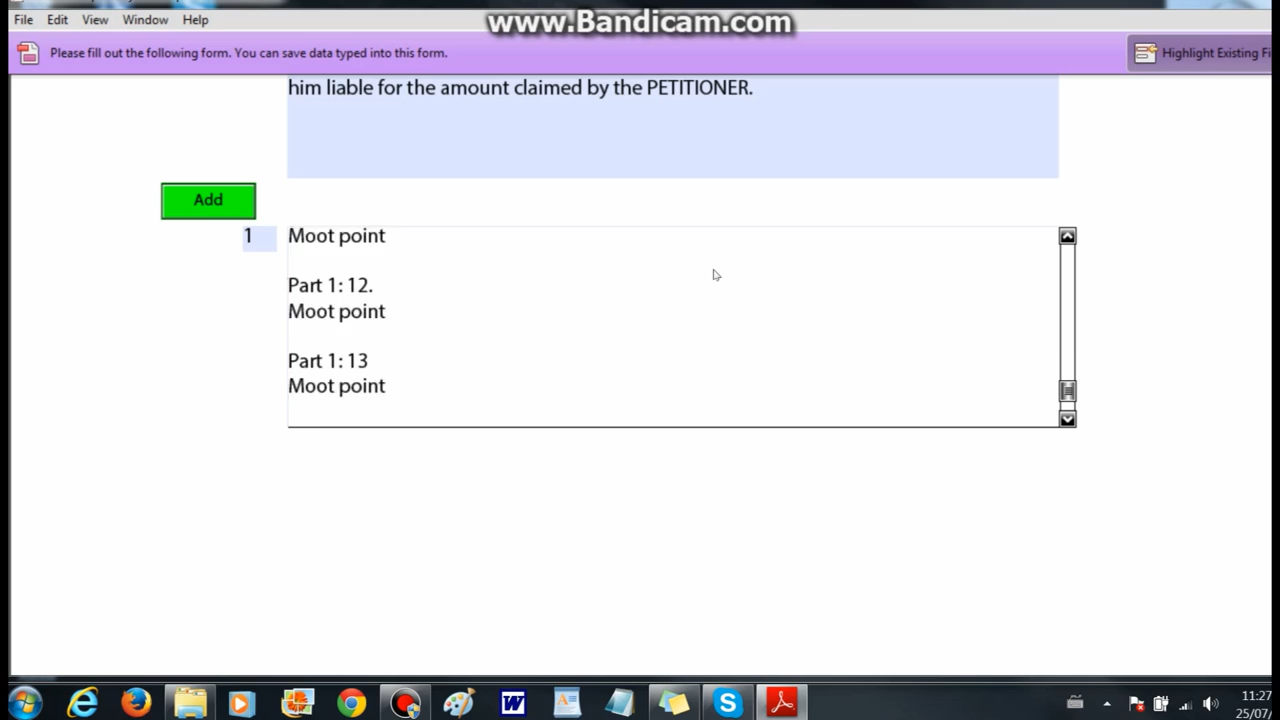 www.Bandicam.com
File Edit View Window Help
Please fill out the following form. You can save data typed into this form.
Highlight Existing Fi
him liable for the amount claimed by the PETITIONER.
Add
1 Moot point
Part 1: 12.
Moot point
Part 1: 13
Moot point
11:27
25/07/